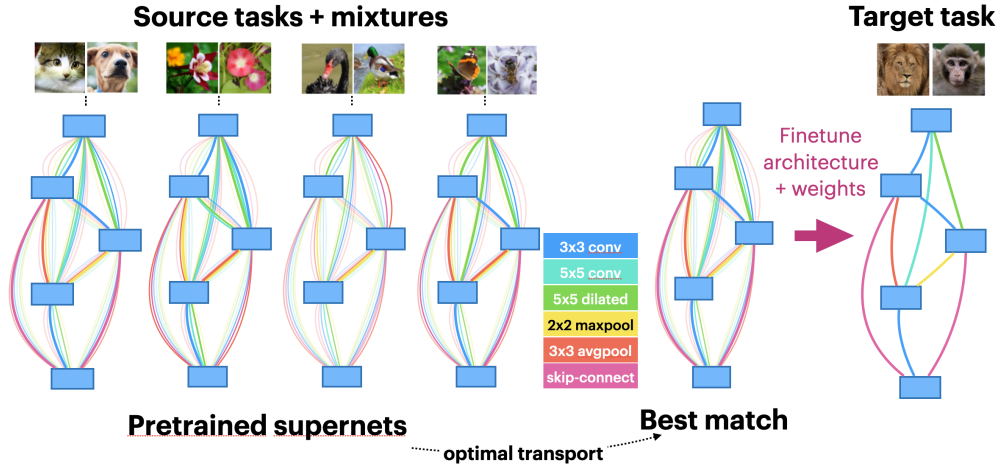 Source tasks + mixtures
Target task
Finetune
architecture
+ weights
3x3 conv
5x5 conv
5x5 dilated
2x2 maxpool
3x3 avgpool
skip-connect
Pretrained supernets
Best match
optimal transport